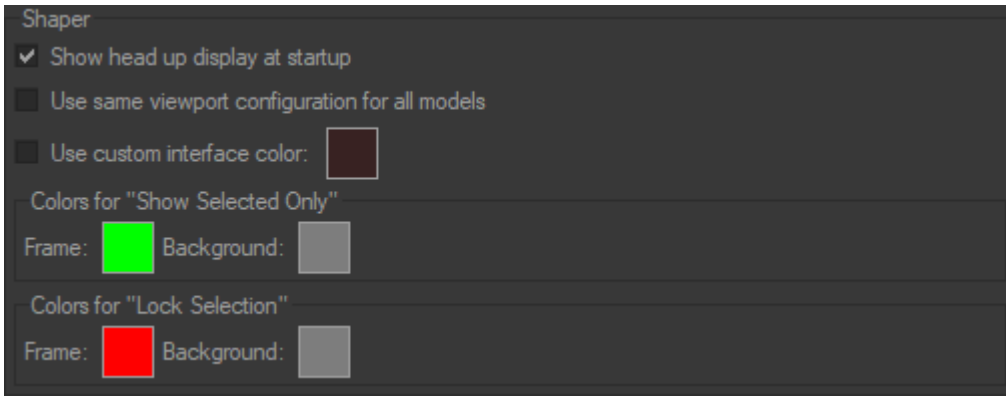 Shaper
Show head up display at startup
Use same viewport configuration for all models
Use custom interface color:
Colors for "Show Selected Only"
Frame: Background:
Colors for "Lock Selection"
Frame: Background: